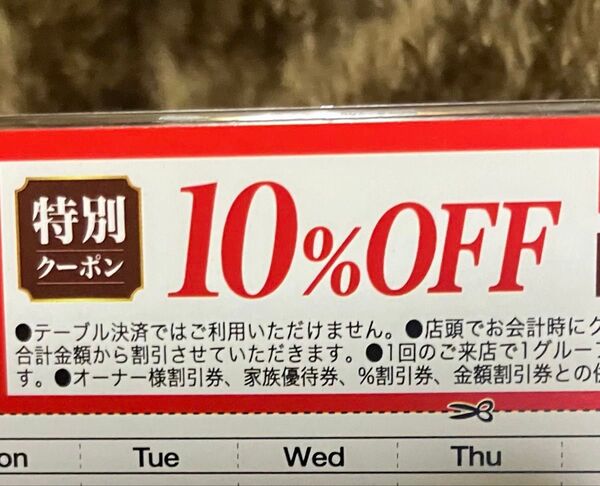 特別
クーポン
10%OFF
●テーブル決済ではご利用いただけません。●店頭でお会計時にク
合計金額から割引させていただきます。●1回のご来店で1グルー
す。●オーナー様割引券、家族優待券、%割引券、金額割引券との
on Tue Wed Thu